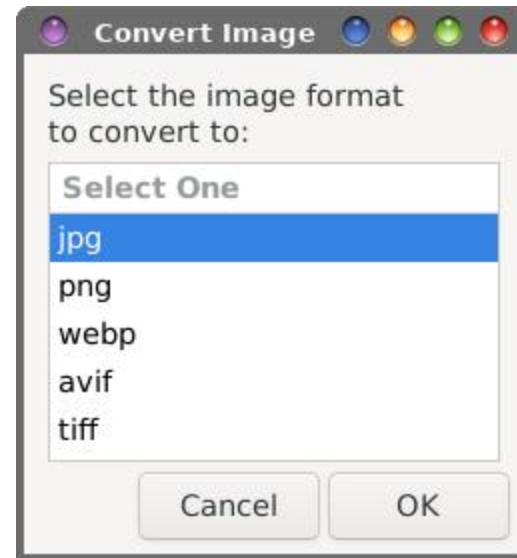 Convert Image
Select the image format
to convert to:
Select One
jpg
png
webp
avif
tiff
Cancel OK